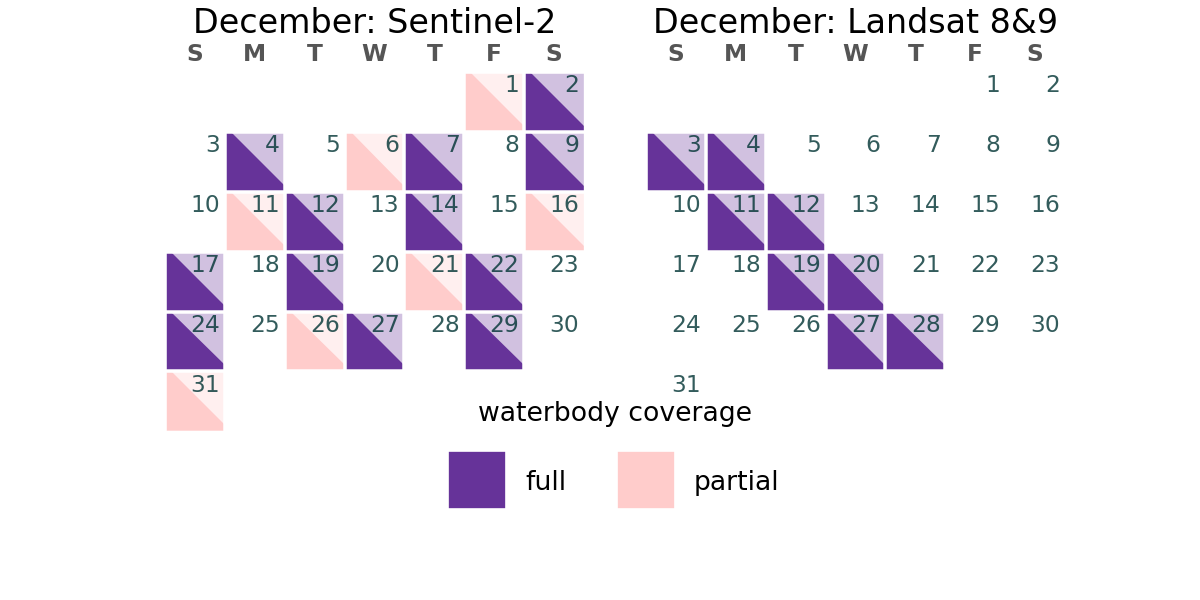 December: Sentinel-2
S M T W T F S
1 2
3 4 5 6 7 8 9
10 11 12 13 14 15 16
17 18 19 20 21 22 23
24 25 26 27 28 29 30
31
December: Landsat 8&9
S M T W T F S
1 2
3 4 5 6 7 8 9
10 11 12 13 14 15 16
17 18 19 20 21 22 23
24 25 26 27 28 29 30
31
waterbody coverage
full
partial